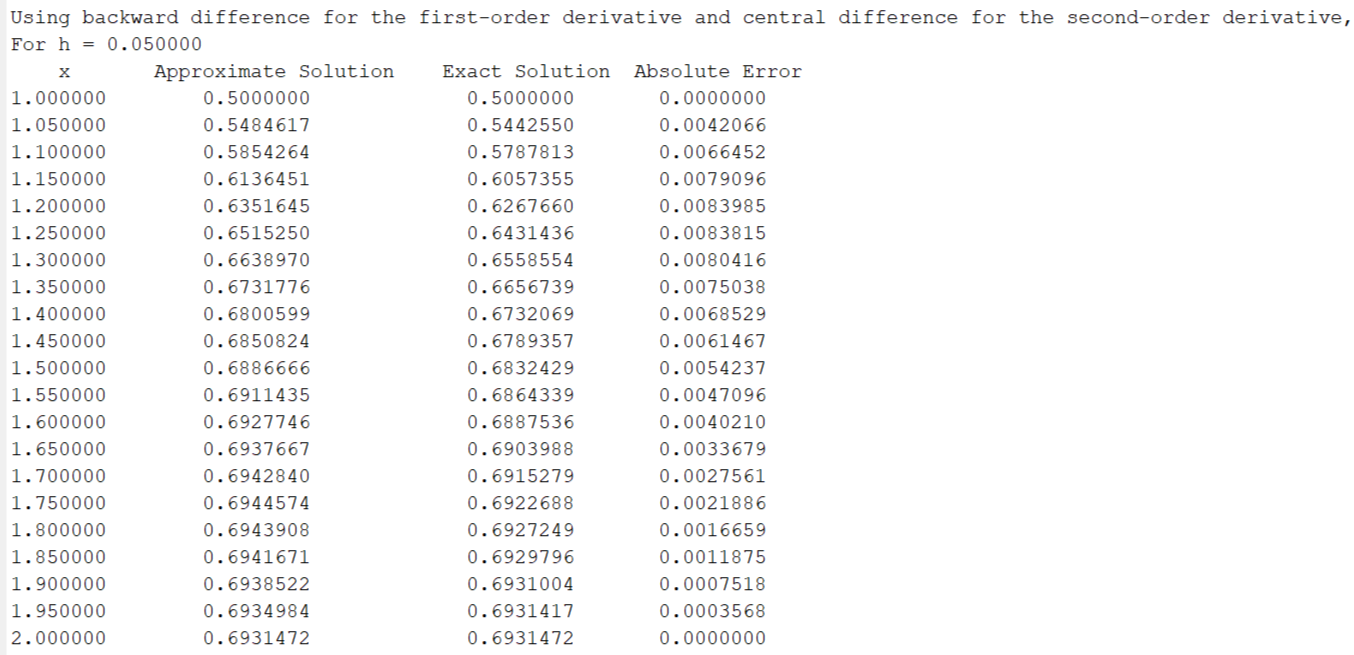 Using backward difference for the first-order derivative and central difference for the second-order derivative,
For h = 0.050000
x Approximate Solution Exact Solution Absolute Error
1.000000 0.5000000 0.5000000 0.0000000
1.050000 0.5484617 0.5442550 0.0042066
1.100000 0.5854264 0.5787813 0.0066452
1.150000 0.6136451 0.6057355 0.0079096
1.200000 0.6351645 0.6267660 0.0083985
1.250000 0.6515250 0.6431436 0.0083815
1.300000 0.6638970 0.6558554 0.0080416
1.350000 0.6731776 0.6656739 0.0075038
1.400000 0.6800599 0.6732069 0.0068529
1.450000 0.6850824 0.6789357 0.0061467
1.500000 0.6886666 0.6832429 0.0054237
1.550000 0.6911435 0.6864339 0.0047096
1.600000 0.6927746 0.6887536 0.0040210
1.650000 0.6937667 0.6903988 0.0033679
1.700000 0.6942840 0.6915279 0.0027561
1.750000 0.6944574 0.6922688 0.0021886
1.800000 0.6943908 0.6927249 0.0016659
1.850000 0.6941671 0.6929796 0.0011875
1.900000 0.6938522 0.6931004 0.0007518
1.950000 0.6934984 0.6931417 0.0003568
2.000000 0.6931472 0.6931472 0.0000000